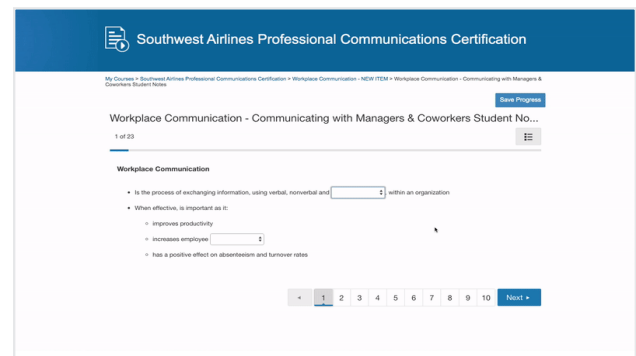 Southwest Airlines Professional Communications Certification
My Courses > Southwest Airlines Professional Communications Certification > Workplace Communication - NEW ITEM > Workplace Communication - Communicating with Managers &
Coworkers Student Notes
Save Progress
Workplace Communication - Communicating with Managers & Coworkers Student No...
1 of 23
Workplace Communication
• Is the process of exchanging information, using verbal, nonverbal and within an organization
• When effective, is important as it:
improves productivity
increases employee
has a positive effect on absenteeism and turnover rates
1 2 3 4 5 6 7 8 9 10 Next